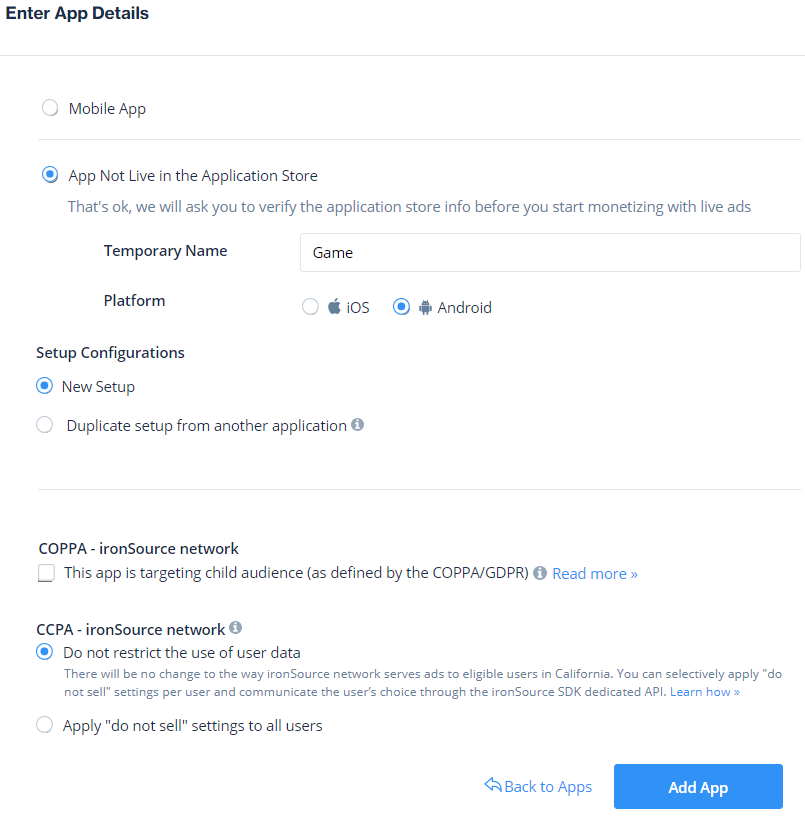 Enter App Details
Mobile App
App Not Live in the Application Store
That's ok, we will ask you to verify the application store info before you start monetizing with live ads
Temporary Name
Game
Platform
iOS
Android
Setup Configurations
New Setup
Duplicate setup from another application
COPPA - ironSource network
This app is targeting child audience (as defined by the COPPA/GDPR) Read more »
CCPA - ironSource network
Do not restrict the use of user data
There will be no change to the way ironSource network serves ads to eligible users in California. You can selectively apply "do
not sell" settings per user and communicate the user's choice through the ironSource SDK dedicated API. Learn how »
Apply "do not sell" settings to all users
Back to Apps
Add App